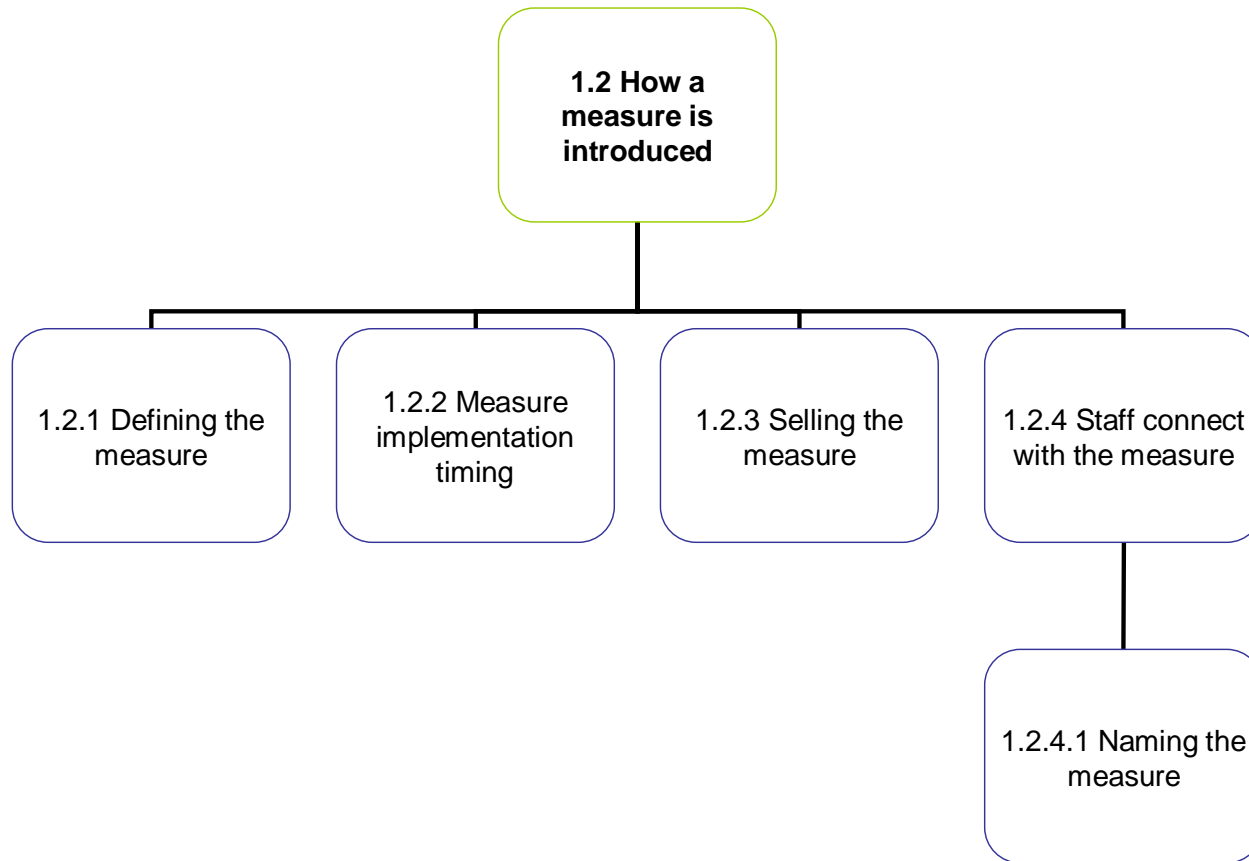 1.2 How a
measure is
introduced
1.2.1 Defining the
measure
1.2.2 Measure
implementation
timing
1.2.3 Selling the
measure
1.2.4 Staff connect
with the measure
1.2.4.1 Naming the
measure